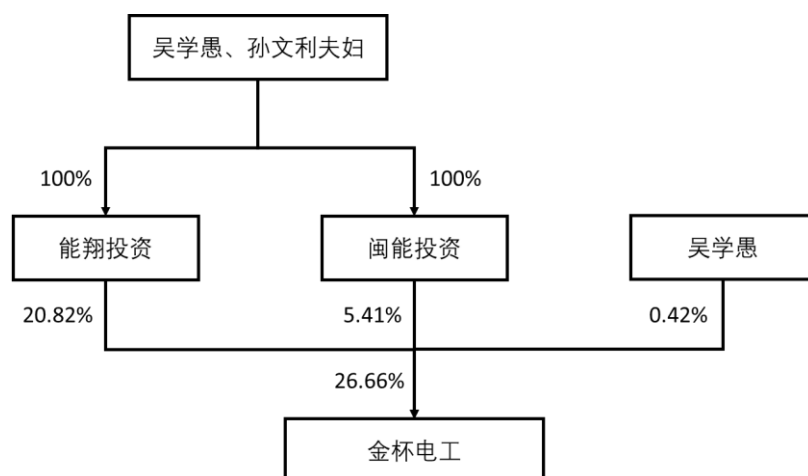 吴学愚、孙文利夫妇
100%
100%
能翔投资
闽能投资
吴学愚
20.82%
5.41%
0.42%
26.66%
金杯电工